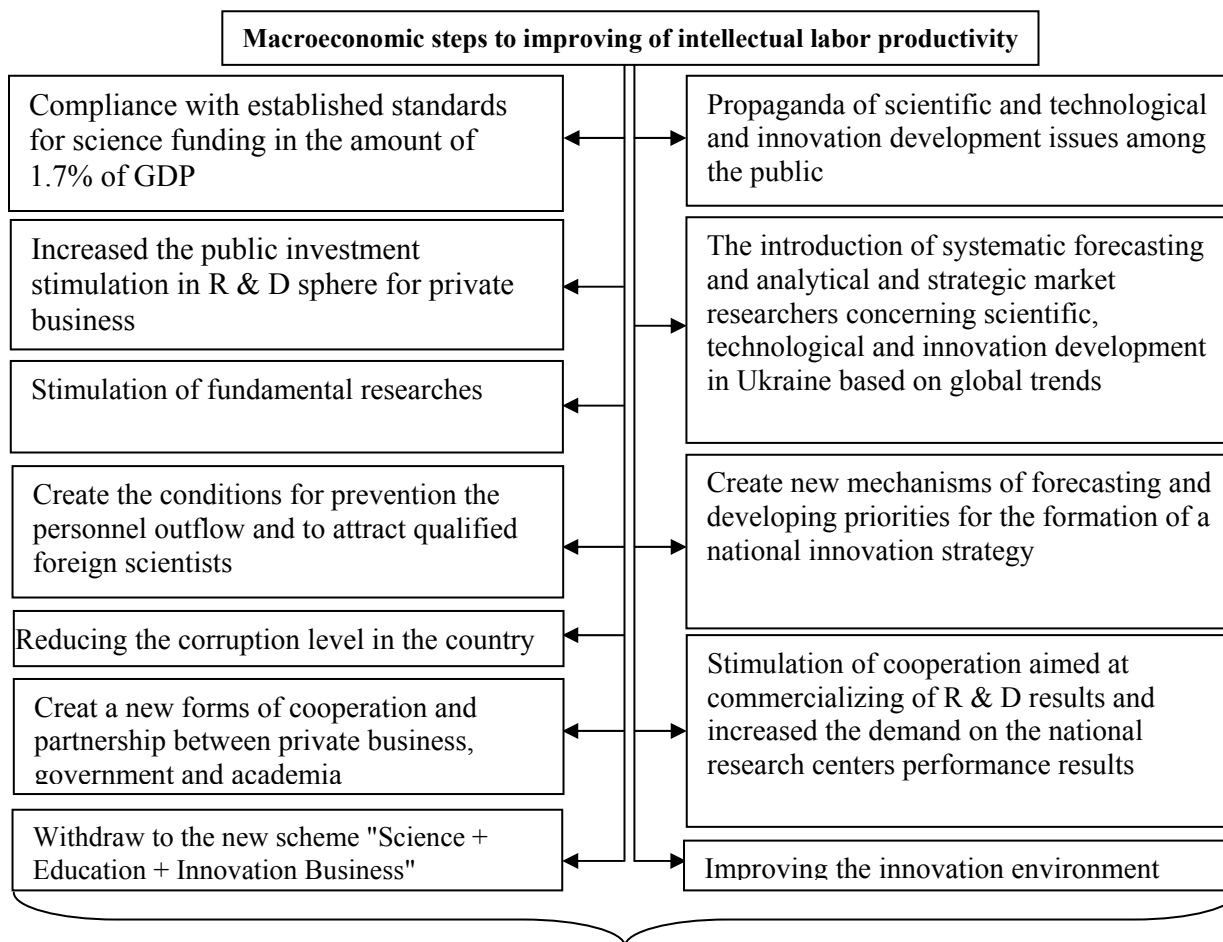 Macroeconomic steps to improving of intellectual labor productivity
Compliance with established standards
for science funding in the amount of
1.7% of GDP
Increased the public investment
stimulation in R & D sphere for private
business
Stimulation of fundamental researches
Create the conditions for prevention the
personnel outflow and to attract qualified
foreign scientists
Reducing the corruption level in the country
Creat a new forms of cooperation and
partnership between private business,
government and academia
Withdraw to the new scheme "Science +
Education + Innovation Business"
Propaganda of scientific and technological
and innovation development issues among
the public
The introduction of systematic forecasting
and analytical and strategic market
researchers concerning scientific,
technological and innovation development
in Ukraine based on global trends
Create new mechanisms of forecasting and
developing priorities for the formation of a
national innovation strategy
Stimulation of cooperation aimed at
commercializing of R & D results and
increased the demand on the national
research centers performance results
Improving the innovation environment